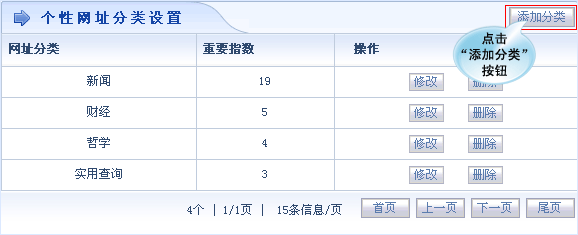 个性网址分类设置 添加分类
点击
“添加分类”
按钮
网址分类 重要指数 操作
新闻 19 修改 删除
财经 5 修改 删除
哲学 4 修改 删除
实用查询 3 修改 删除
4个 | 1/1页 | 15条信息/页 首页 上一页 下一页 尾页